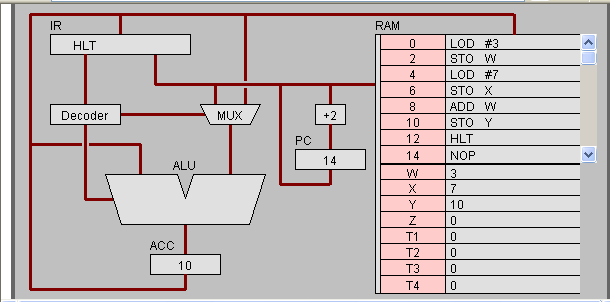 IR
HLT
Decoder
MUX
+2
PC
14
ALU
ACC
10
RAM
0 LOD #3
2 STO W
4 LOD #7
6 STO X
8 ADD W
10 STO Y
12 HLT
14 NOP
W 3
X 7
Y 10
Z 0
T1 0
T2 0
T3 0
T4 0